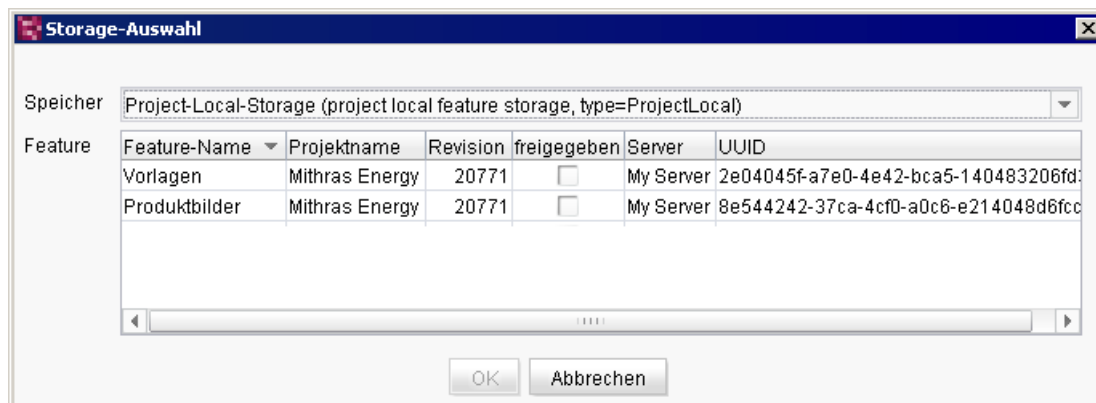 Storage-Auswahl
Speicher Project-Local-Storage (project local feature storage, type=ProjectLocal)
Feature Feature-Name Projektname Revision freigegeben Server UUID
Vorlagen Mithras Energy 20771 My Server 2e04045f-a7e0-4e42-bca5-140483206fd
Produktbilder Mithras Energy 20771 My Server 8e544242-37ca-4cf0-a0c6-e214048d6fcc
OK Abbrechen